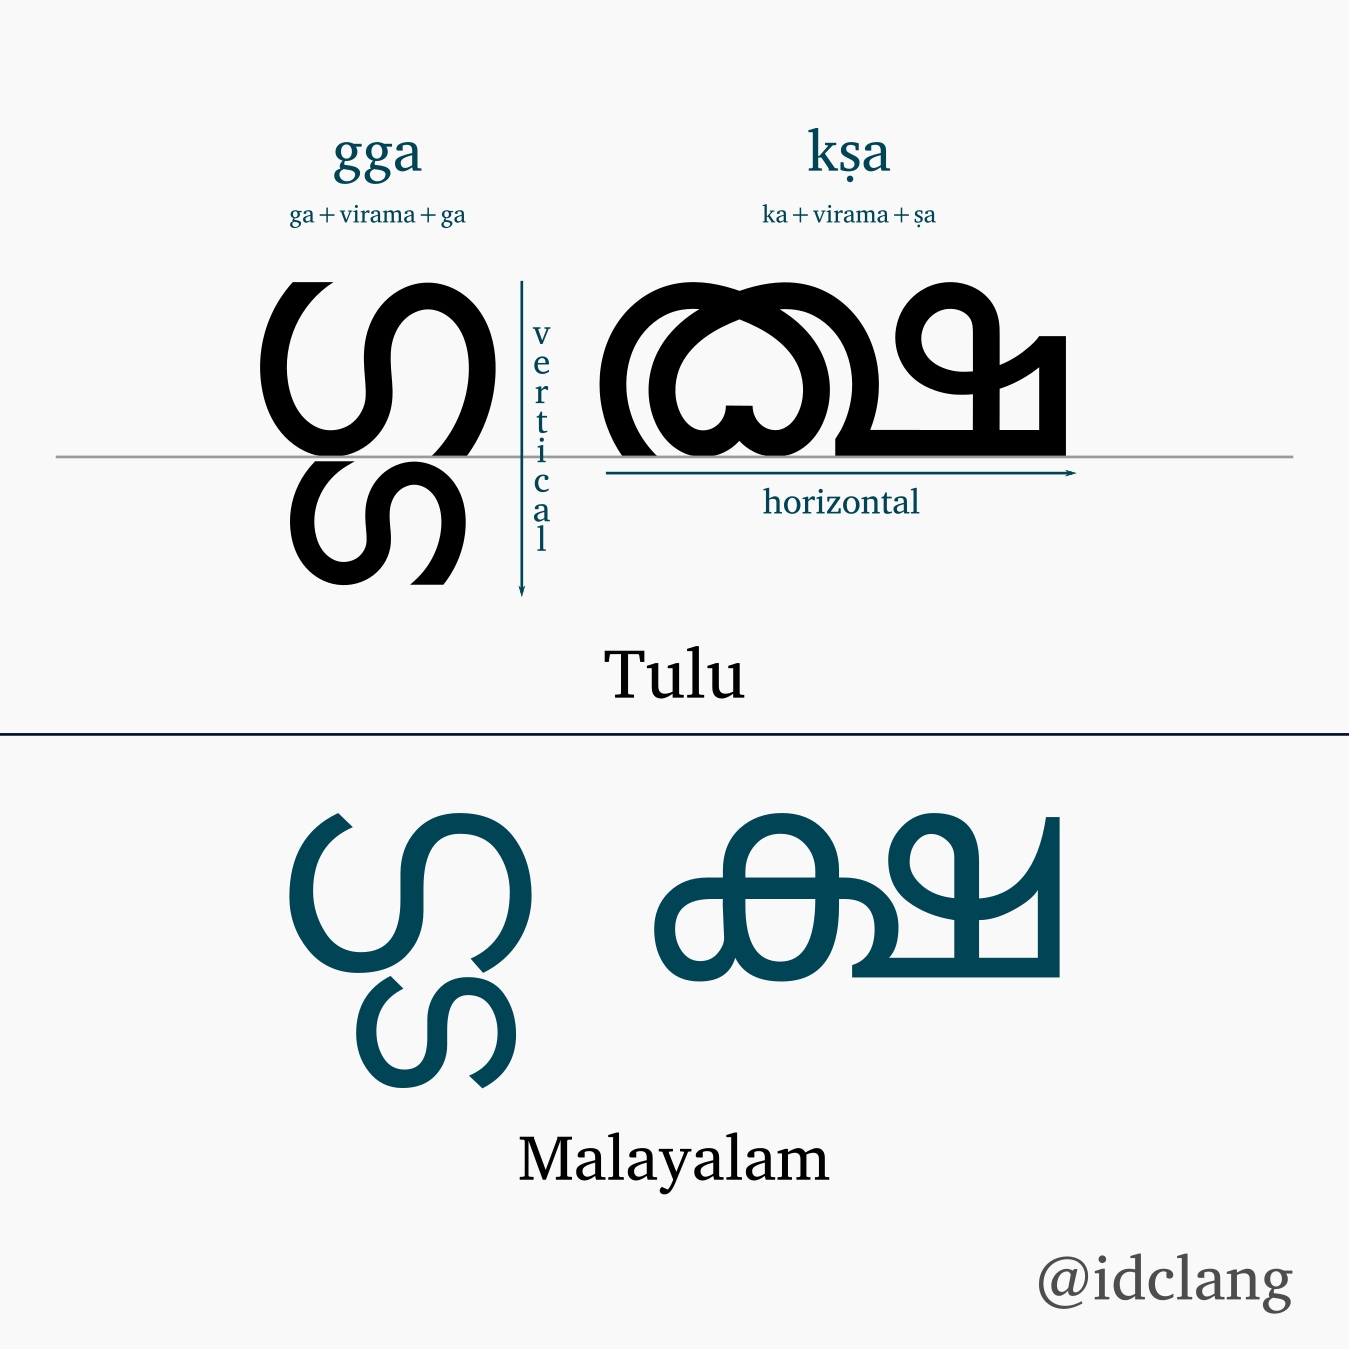 gga kṣa
ga + virama + ga ka + virama + ṣa
vertical
horizontal
Tulu
ഗ്ഗ ക്ഷ
Malayalam
@idclang